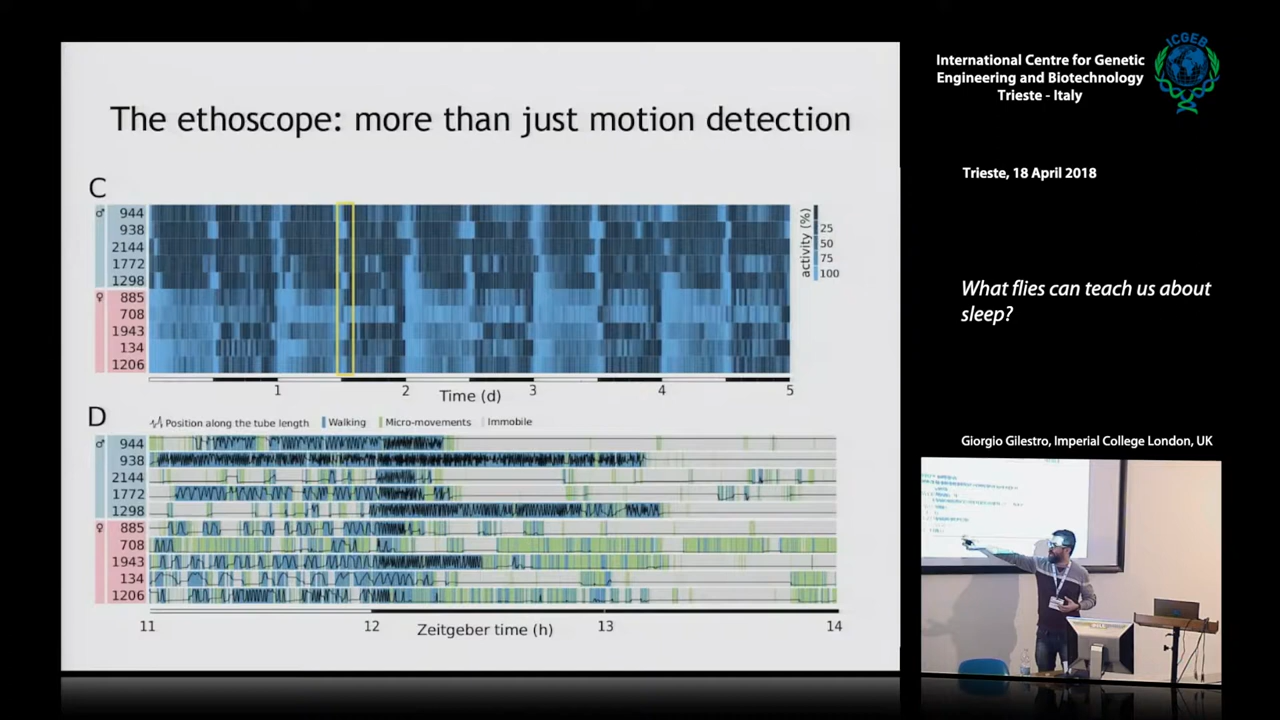 The ethoscope: more than just motion detection
C
♂ 944
938
2144
1772
1298
♀ 885
708
1943
134
1206
activity (%)
25
50
75
100
1 2 3 4 5
Time (d)
D
Position along the tube length Walking Micro-movements Immobile
♂ 944
938
2144
1772
1298
♀ 885
708
1943
134
1206
11 12 13 14
Zeitgeber time (h)
International Centre for Genetic
Engineering and Biotechnology
Trieste - Italy
ICGEB
Trieste, 18 April 2018
What flies can teach us about
sleep?
Giorgio Gilestro, Imperial College London, UK